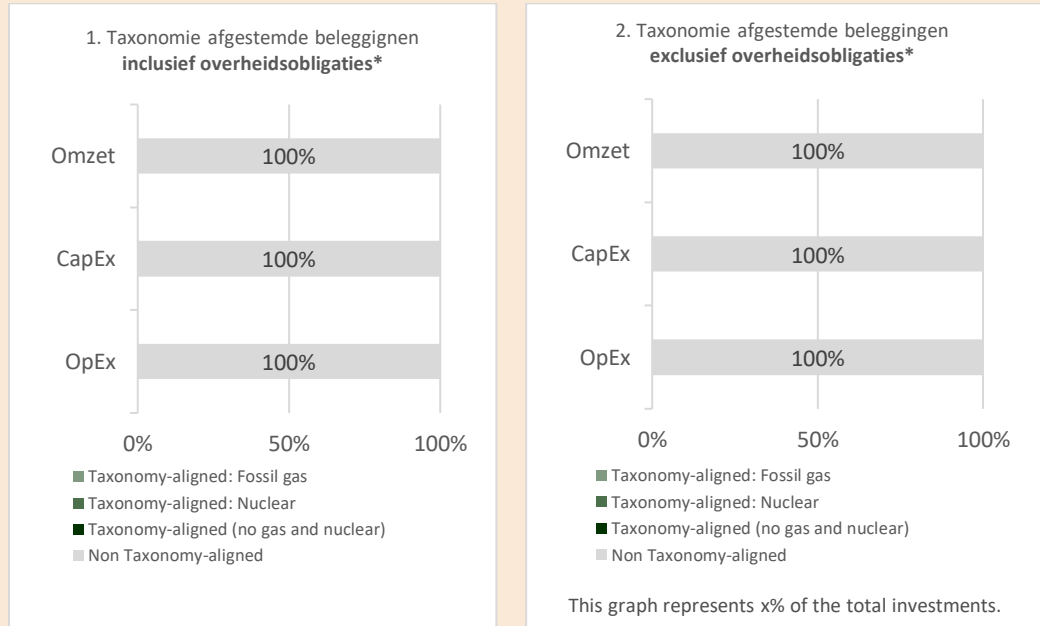 1. Taxonomie afgestemde beleggignen
inclusief overheidsobligaties*
Omzet
100%
CapEx
100%
OpEx
100%
0%
50%
100%
Taxonomy-aligned: Fossil gas
Taxonomy-aligned: Nuclear
Taxonomy-aligned (no gas and nuclear)
Non Taxonomy-aligned
2. Taxonomie afgestemde beleggingen
exclusief overheidsobligaties*
Omzet
100%
CapEx
100%
OpEx
100%
0%
50%
100%
Taxonomy-aligned: Fossil gas
Taxonomy-aligned: Nuclear
Taxonomy-aligned (no gas and nuclear)
Non Taxonomy-aligned
This graph represents x% of the total investments.